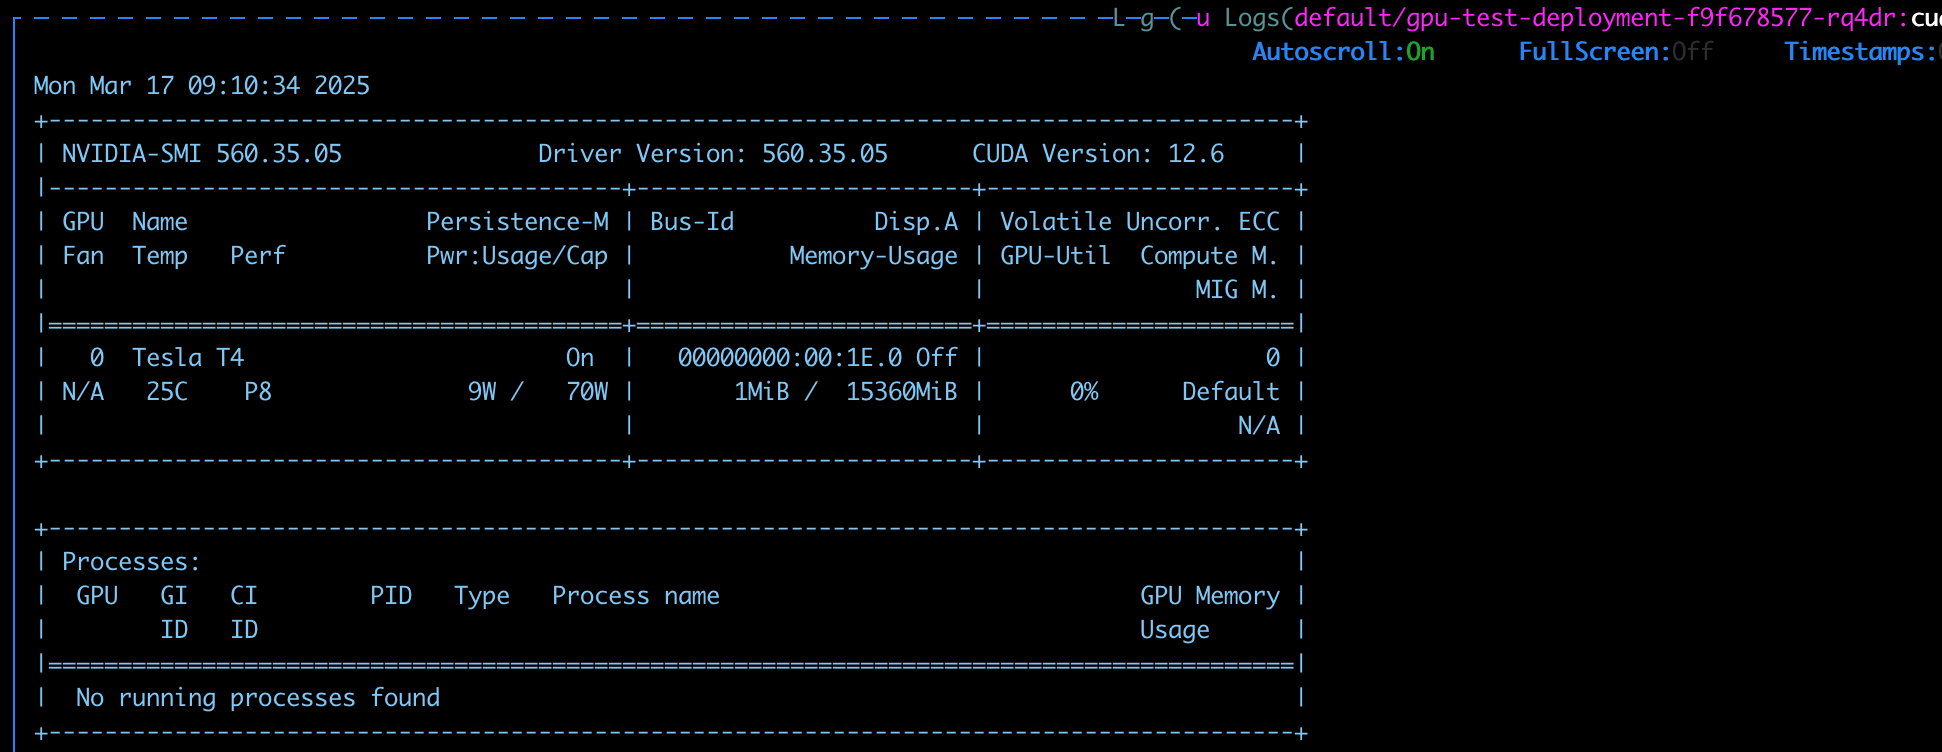 L g ( u Logs(default/gpu-test-deployment-f9f678577-rq4dr:
Autoscroll:On      FullScreen:Off     Timestamps:
Mon Mar 17 09:10:34 2025
+-----------------------------------------------------------------------------------------+
| NVIDIA-SMI 560.35.05              Driver Version: 560.35.05      CUDA Version: 12.6     |
|-----------------------------------------+------------------------+----------------------+
| GPU  Name                 Persistence-M | Bus-Id          Disp.A | Volatile Uncorr. ECC |
| Fan  Temp   Perf          Pwr:Usage/Cap |           Memory-Usage | GPU-Util  Compute M. |
|                                         |                        |               MIG M. |
|=========================================+========================+======================|
|   0  Tesla T4                       On  |   00000000:00:1E.0 Off |                    0 |
| N/A   25C    P8              9W /   70W |       1MiB /  15360MiB |      0%      Default |
|                                         |                        |                  N/A |
+-----------------------------------------+------------------------+----------------------+
+-----------------------------------------------------------------------------------------+
| Processes:                                                                              |
|  GPU   GI   CI        PID   Type   Process name                              GPU Memory |
|        ID   ID                                                               Usage      |
|=========================================================================================|
|  No running processes found                                                             |
+-----------------------------------------------------------------------------------------+